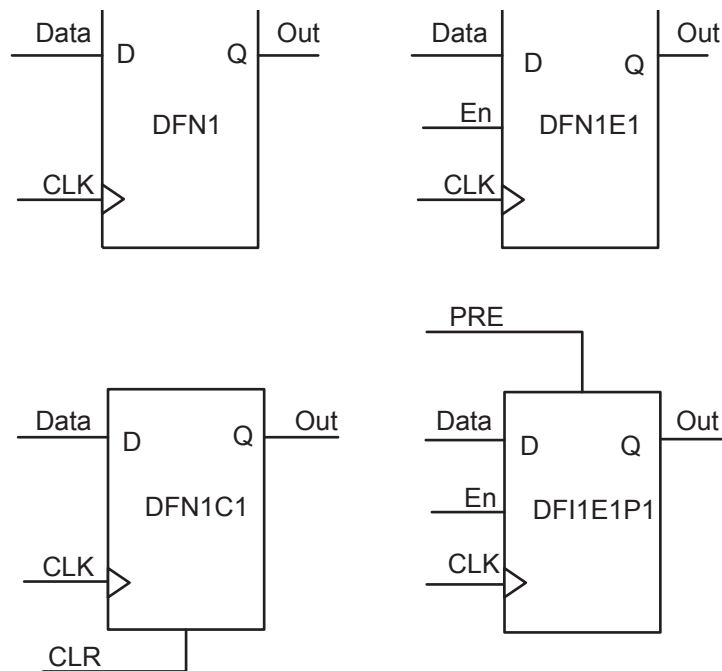 Data
D
Q
Out
DFN1
CLK
Data
D
Q
Out
En
DFN1E1
CLK
Data
D
Q
Out
DFN1C1
CLK
CLR
PRE
Data
D
Q
Out
En
DFI1E1P1
CLK